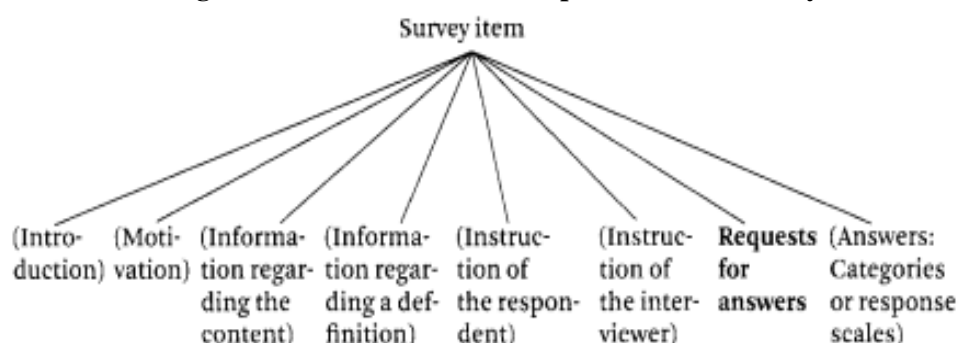 Survey item
(Intro-
duction)
(Moti-
vation)
(Informa-
tion regar-
ding the
content)
(Informa-
tion regar-
ding a def-
finition)
(Instruc-
tion of
the respon-
dent)
(Instruc-
tion of
the inter-
viewer)
Requests
for
answers
(Answers:
Categories
or response
scales)